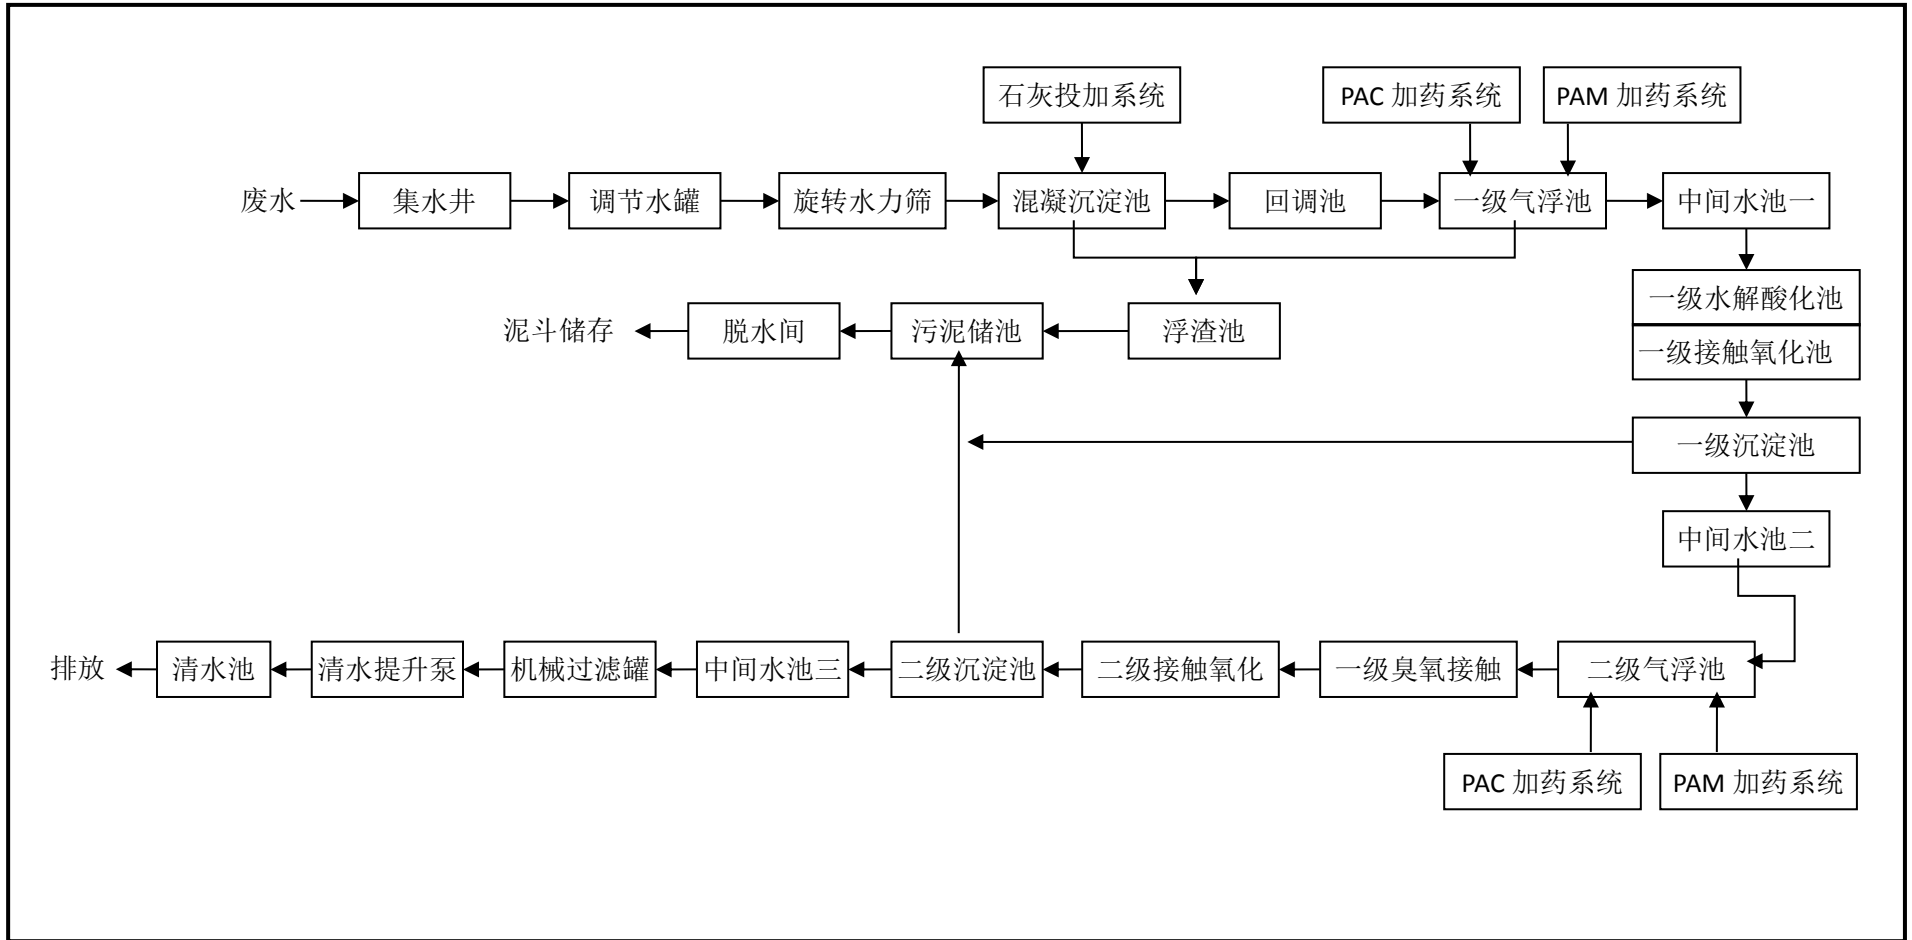 石灰投加系统
PAC 加药系统
PAM 加药系统
废水
集水井
调节水罐
旋转水力筛
混凝沉淀池
回调池
一级气浮池
中间水池一
一级水解酸化池
泥斗储存
脱水间
污泥储池
浮渣池
一级接触氧化池
一级沉淀池
中间水池二
排放
清水池
清水提升泵
机械过滤罐
中间水池三
二级沉淀池
二级接触氧化
一级臭氧接触
二级气浮池
PAC 加药系统
PAM 加药系统